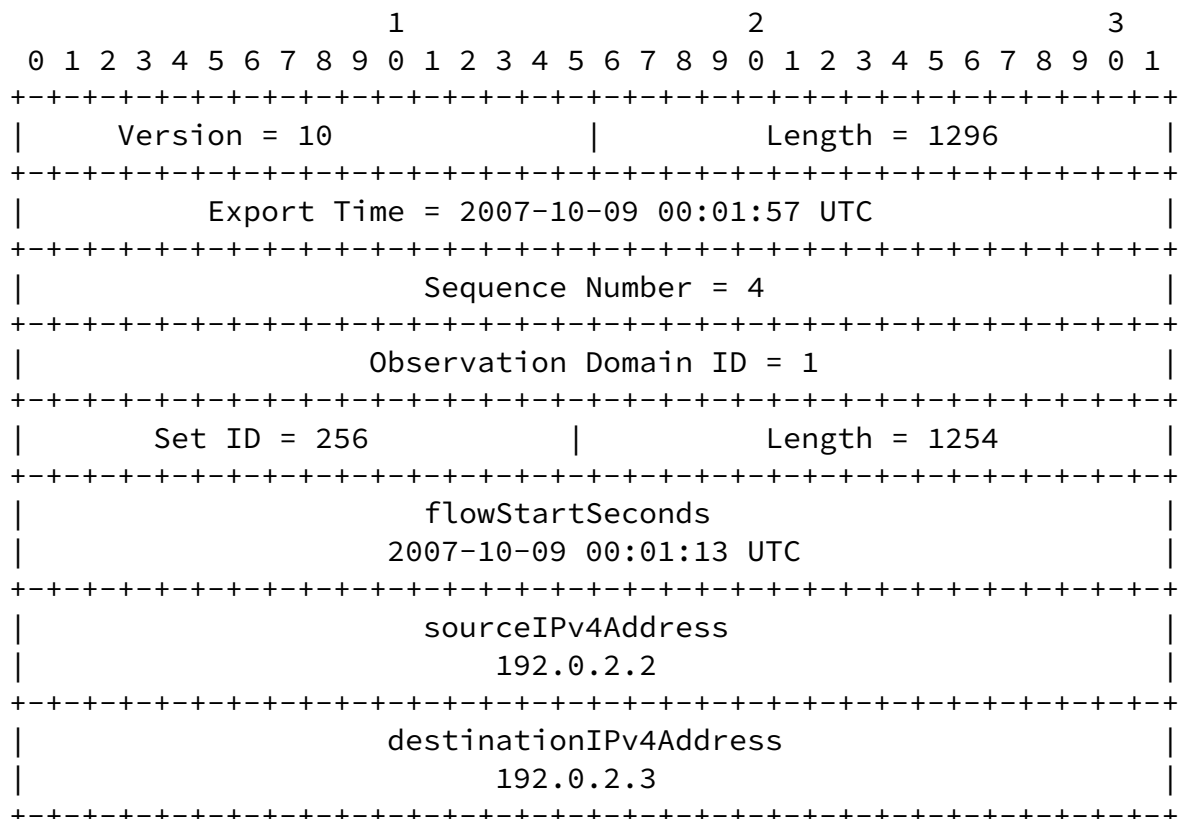 1                   2                   3
 0 1 2 3 4 5 6 7 8 9 0 1 2 3 4 5 6 7 8 9 0 1 2 3 4 5 6 7 8 9 0 1
+-+-+-+-+-+-+-+-+-+-+-+-+-+-+-+-+-+-+-+-+-+-+-+-+-+-+-+-+-+-+-+-+
|     Version = 10              |         Length = 1296         |
+-+-+-+-+-+-+-+-+-+-+-+-+-+-+-+-+-+-+-+-+-+-+-+-+-+-+-+-+-+-+-+-+
|          Export Time = 2007-10-09 00:01:57 UTC                |
+-+-+-+-+-+-+-+-+-+-+-+-+-+-+-+-+-+-+-+-+-+-+-+-+-+-+-+-+-+-+-+-+
|                      Sequence Number = 4                      |
+-+-+-+-+-+-+-+-+-+-+-+-+-+-+-+-+-+-+-+-+-+-+-+-+-+-+-+-+-+-+-+-+
|                   Observation Domain ID = 1                   |
+-+-+-+-+-+-+-+-+-+-+-+-+-+-+-+-+-+-+-+-+-+-+-+-+-+-+-+-+-+-+-+-+
|       Set ID = 256           |          Length = 1254         |
+-+-+-+-+-+-+-+-+-+-+-+-+-+-+-+-+-+-+-+-+-+-+-+-+-+-+-+-+-+-+-+-+
|                      flowStartSeconds                         |
|                    2007-10-09 00:01:13 UTC                    |
+-+-+-+-+-+-+-+-+-+-+-+-+-+-+-+-+-+-+-+-+-+-+-+-+-+-+-+-+-+-+-+-+
|                      sourceIPv4Address                        |
|                          192.0.2.2                            |
+-+-+-+-+-+-+-+-+-+-+-+-+-+-+-+-+-+-+-+-+-+-+-+-+-+-+-+-+-+-+-+-+
|                    destinationIPv4Address                     |
|                          192.0.2.3                            |
+-+-+-+-+-+-+-+-+-+-+-+-+-+-+-+-+-+-+-+-+-+-+-+-+-+-+-+-+-+-+-+-+